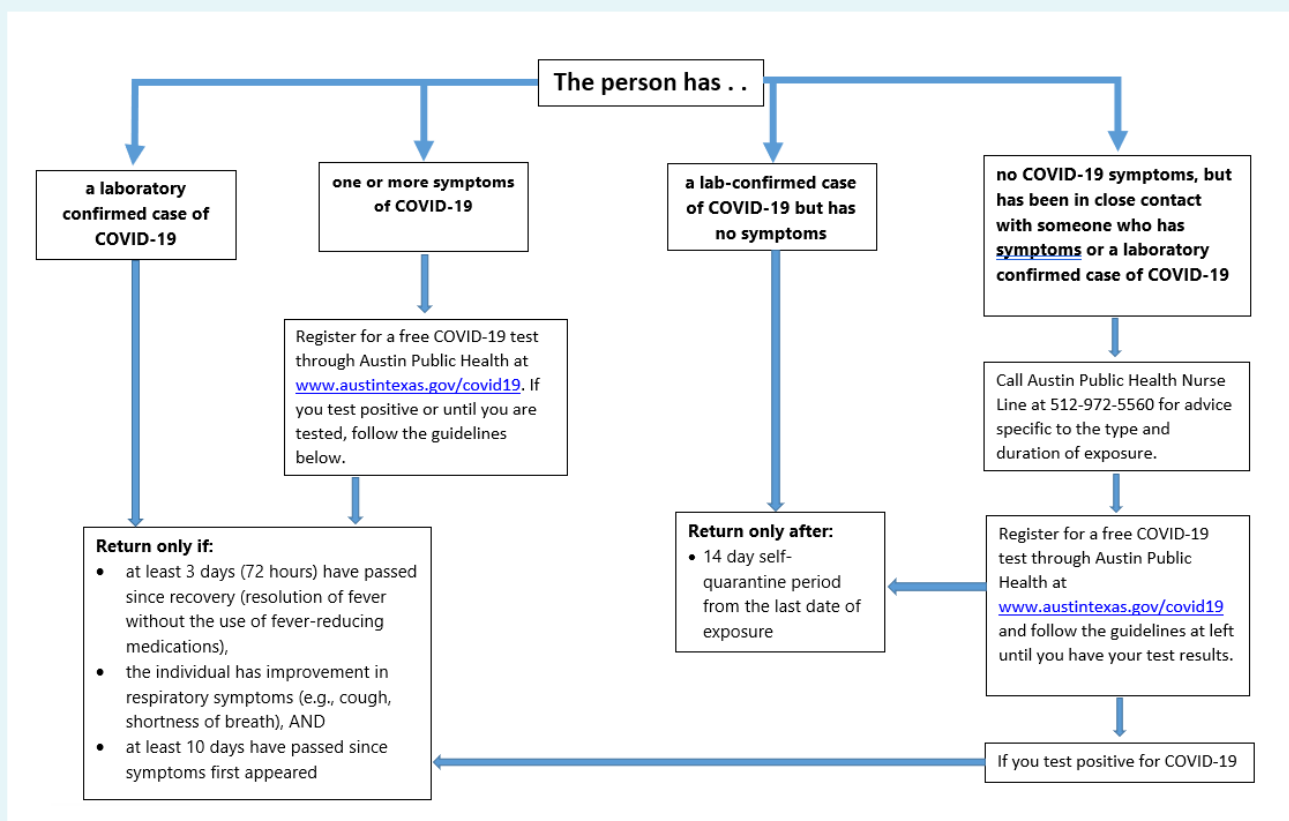 The person has . .
a laboratory
confirmed case of
COVID-19
one or more symptoms
of COVID-19
a lab-confirmed case
of COVID-19 but has
no symptoms
no COVID-19 symptoms, but
has been in close contact
with someone who has
symptoms or a laboratory
confirmed case of COVID-19
Register for a free COVID-19 test
through Austin Public Health at
www.austintexas.gov/covid19. If
you test positive or until you are
tested, follow the guidelines
below.
Call Austin Public Health Nurse
Line at 512-972-5560 for advice
specific to the type and
duration of exposure.
Return only if:
• at least 3 days (72 hours) have passed
since recovery (resolution of fever
without the use of fever-reducing
medications),
• the individual has improvement in
respiratory symptoms (e.g., cough,
shortness of breath), AND
• at least 10 days have passed since
symptoms first appeared
Return only after:
• 14 day self-
quarantine period
from the last date of
exposure
Register for a free COVID-19
test through Austin Public
Health at
www.austintexas.gov/covid19
and follow the guidelines at left
until you have your test results.
If you test positive for COVID-19